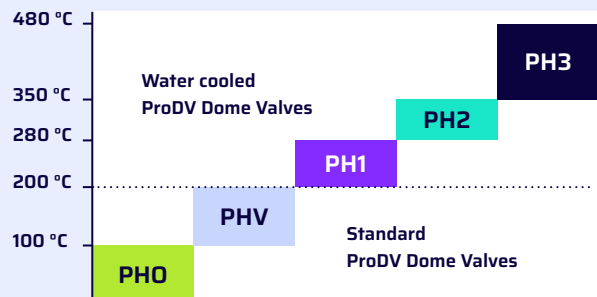 480 °C
350 °C
280 °C
200 °C
100 °C
Water cooled
ProDV Dome Valves
PH3
PH2
PH1
PHV
PHO
Standard
ProDV Dome Valves